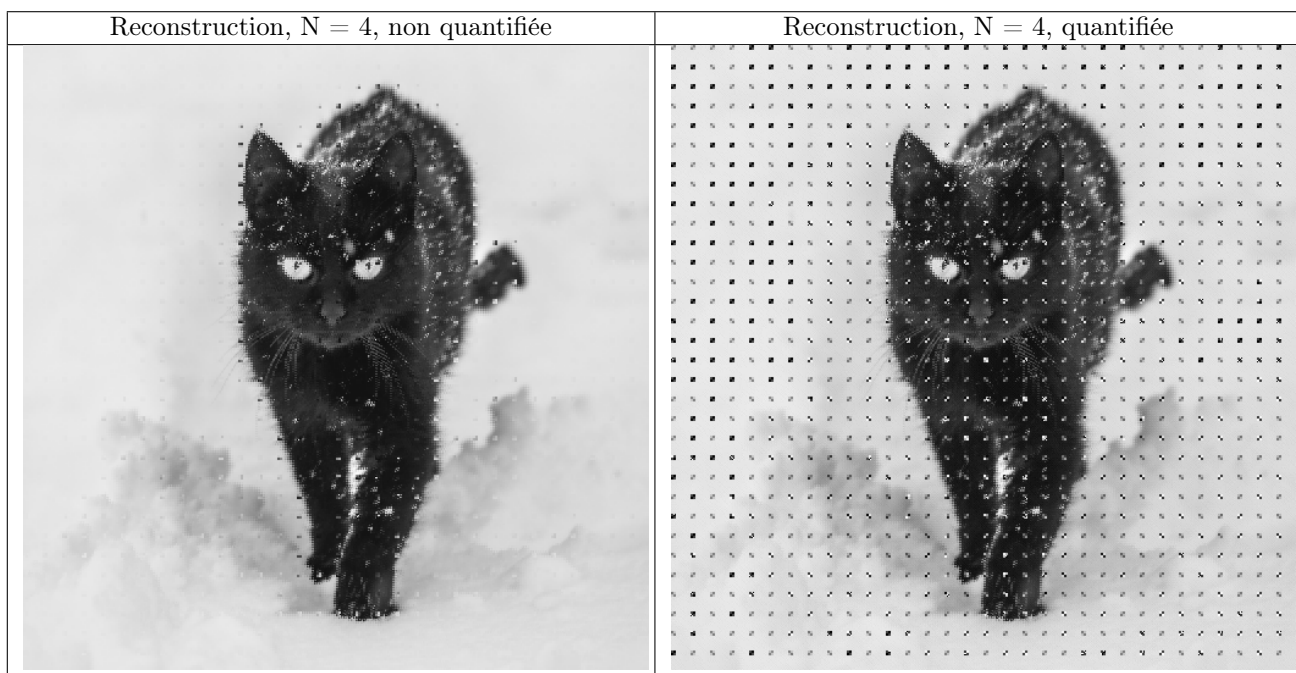 Reconstruction, N = 4, non quantifiée
Reconstruction, N = 4, quantifiée